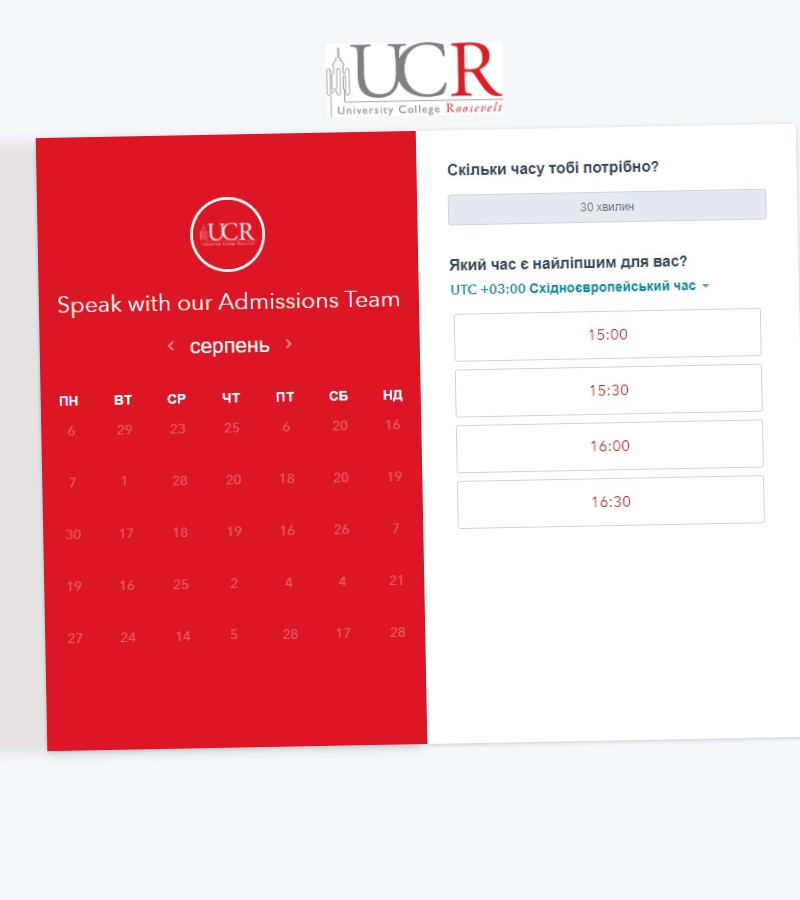 UCR
University College Roosevelt
UCR
Speak with our Admissions Team
серпень
ПН ВТ СР ЧТ ПТ СБ НД
6 29 23 25 6 20 16
7 1 28 20 18 20 19
30 17 18 19 16 26 7
19 16 25 2 4 4 21
27 24 14 5 28 17 28
Скільки часу тобі потрібно?
30 хвилин
Який час є найліпшим для вас?
UTC +03:00 Східноєвропейський час
15:00
15:30
16:00
16:30